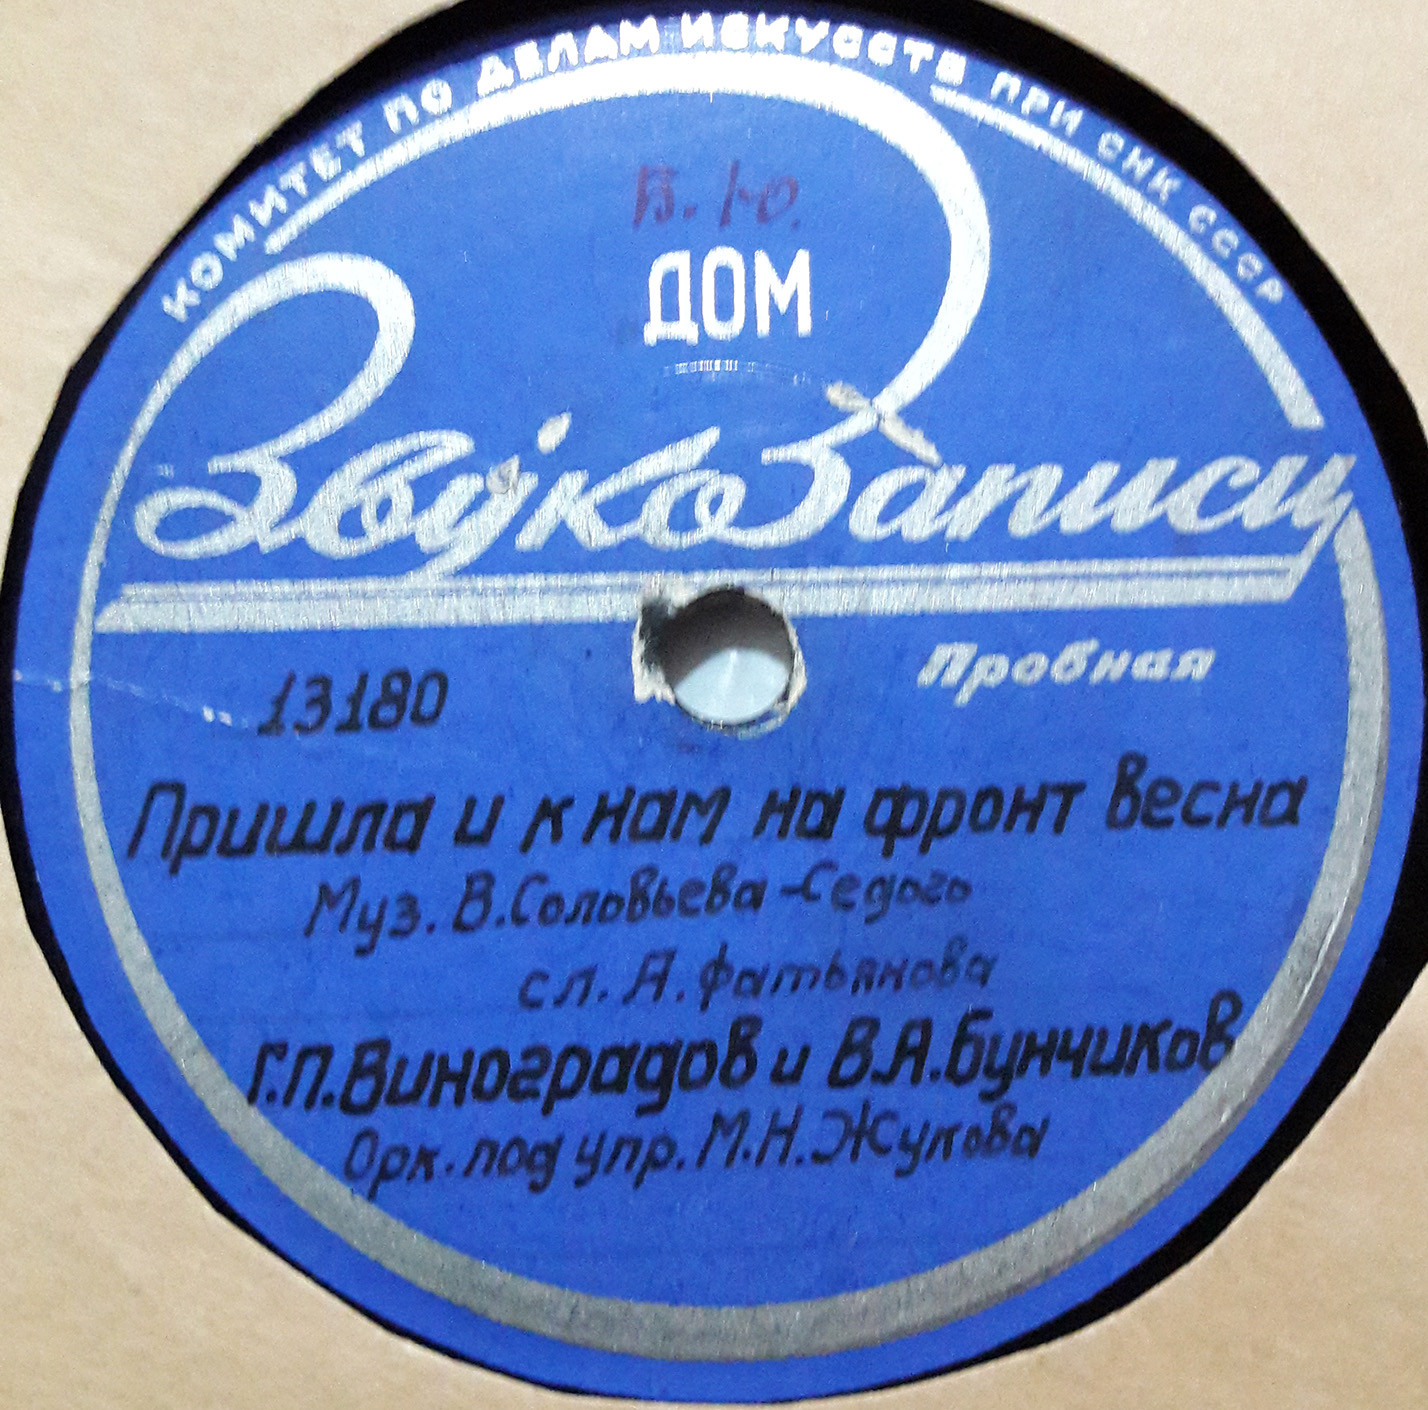 КОМИТЕТ ПО ДЕЛАМ ИСКУССТВ ПРИ СНК СССР
В. Ю.
ДОМ
ЗвукоЗаписи
Пробная
13180
Пришла и к нам на фронт весна
Муз. В. Соловьева-Седого
сл. А. Фатьянова
Г.П. Виноградов и В.А. Бунчиков
Орк. под упр. М.Н. Жукова